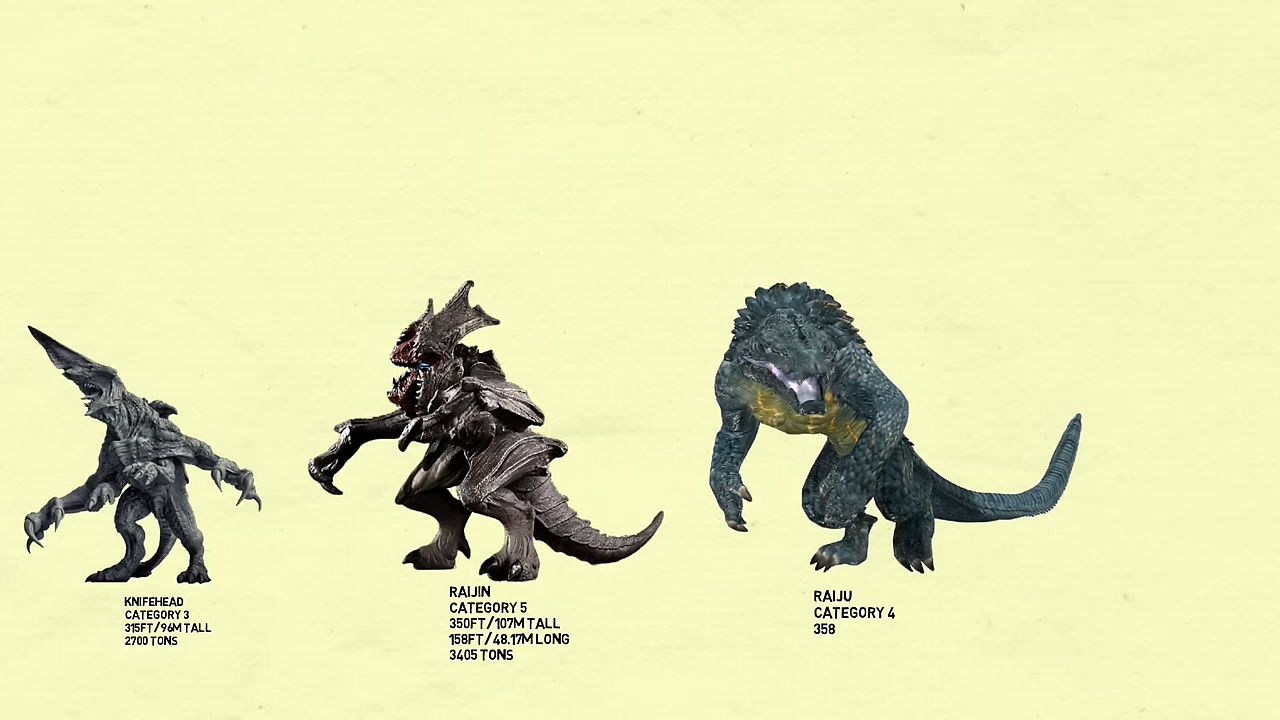 KNIFEHEAD
CATEGORY 3
315FT/96M TALL
2700 TONS
RAIJIN
CATEGORY 5
350FT/107M TALL
158FT/48.17M LONG
3405 TONS
RAIJU
CATEGORY 4
358